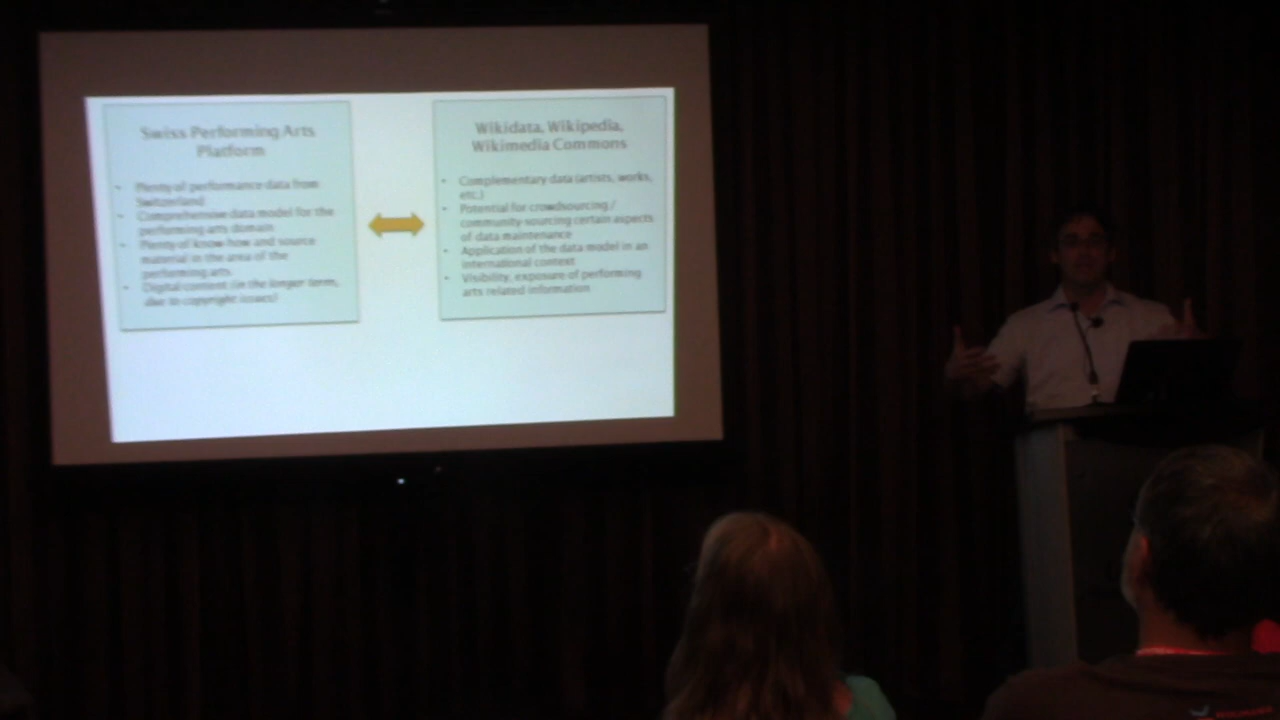 Swiss Performing Arts
Platform
• Plenty of performance data from
Switzerland
• Comprehensive data model for the
performing arts domain
• Plenty of know-how and source
material in the area of the
performing arts
• Digital content (in the longer term,
due to copyright issues)
Wikidata, Wikipedia,
Wikimedia Commons
• Complementary data (artists, works,
etc.)
• Potential for crowdsourcing /
community-sourcing certain aspects
of data maintenance
• Application of the data model in an
international context
• Visibility, exposure of performing
arts related information